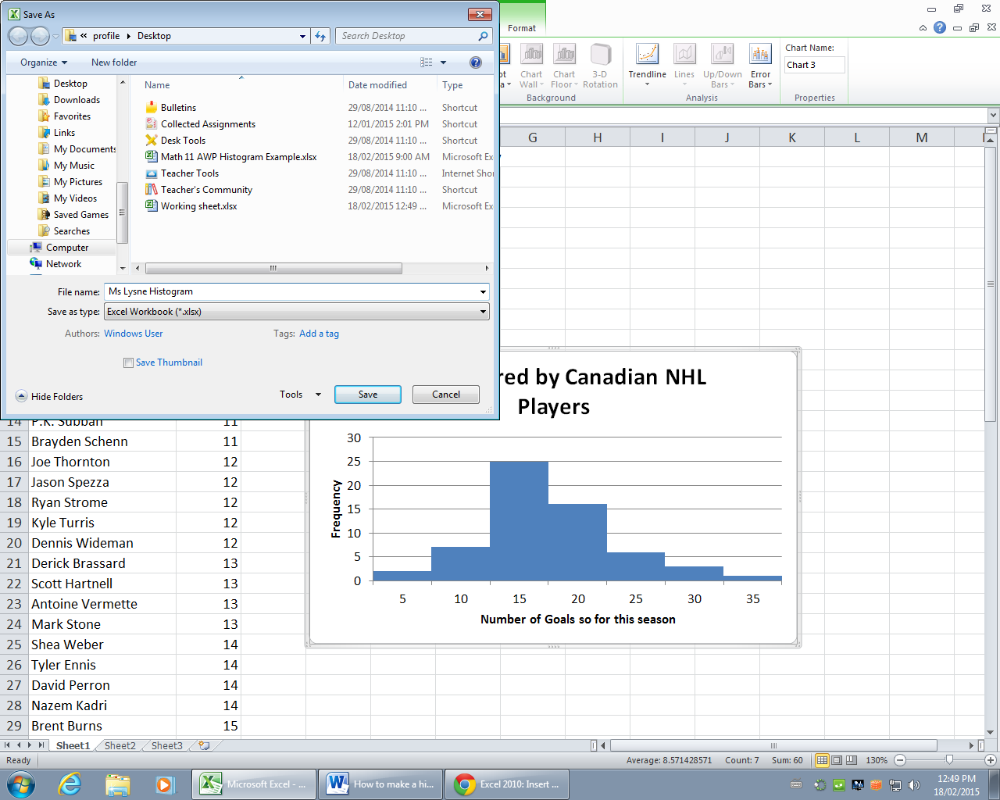 Save As
Format
« profile ▸ Desktop
Search Desktop
Organize
New folder
Chart Wall
Chart Floor
3-D Rotation
Background
Trendline
Lines
Up/Down Bars
Error Bars
Analysis
Chart Name:
Chart 3
Properties
Desktop
Downloads
Favorites
Links
My Documents
My Music
My Pictures
My Videos
Saved Games
Searches
Computer
Network
Name Date modified Type
Bulletins 29/08/2014 11:10 ... Shortcut
Collected Assignments 12/01/2015 2:01 PM Shortcut
Desk Tools 29/08/2014 11:10 ... Shortcut
Math 11 AWP Histogram Example.xlsx 18/02/2015 9:00 AM Microsoft Ex
Teacher Tools 29/08/2014 11:10 ... Internet Shor
Teacher's Community 29/08/2014 11:10 ... Shortcut
Working sheet.xlsx 18/02/2015 12:49 ... Microsoft Ex
File name: Ms Lysne Histogram
Save as type: Excel Workbook (*.xlsx)
Authors: Windows User Tags: Add a tag
Save Thumbnail
Hide Folders Tools Save Cancel
G H I J K L M
14 P.K. Subban 11
15 Brayden Schenn 11
16 Joe Thornton 12
17 Jason Spezza 12
18 Ryan Strome 12
19 Kyle Turris 12
20 Dennis Wideman 12
21 Derick Brassard 13
22 Scott Hartnell 13
23 Antoine Vermette 13
24 Mark Stone 13
25 Shea Weber 14
26 Tyler Ennis 14
27 David Perron 14
28 Nazem Kadri 14
29 Brent Burns 15
red by Canadian NHL
Players
Frequency
30
25
20
15
10
5
0
5 10 15 20 25 30 35
Number of Goals so for this season
Sheet1 Sheet2 Sheet3
Ready Average: 8.571428571 Count: 7 Sum: 60 130%
Microsoft Excel - ... How to make a hi... Excel 2010: Insert ...
12:49 PM
18/02/2015